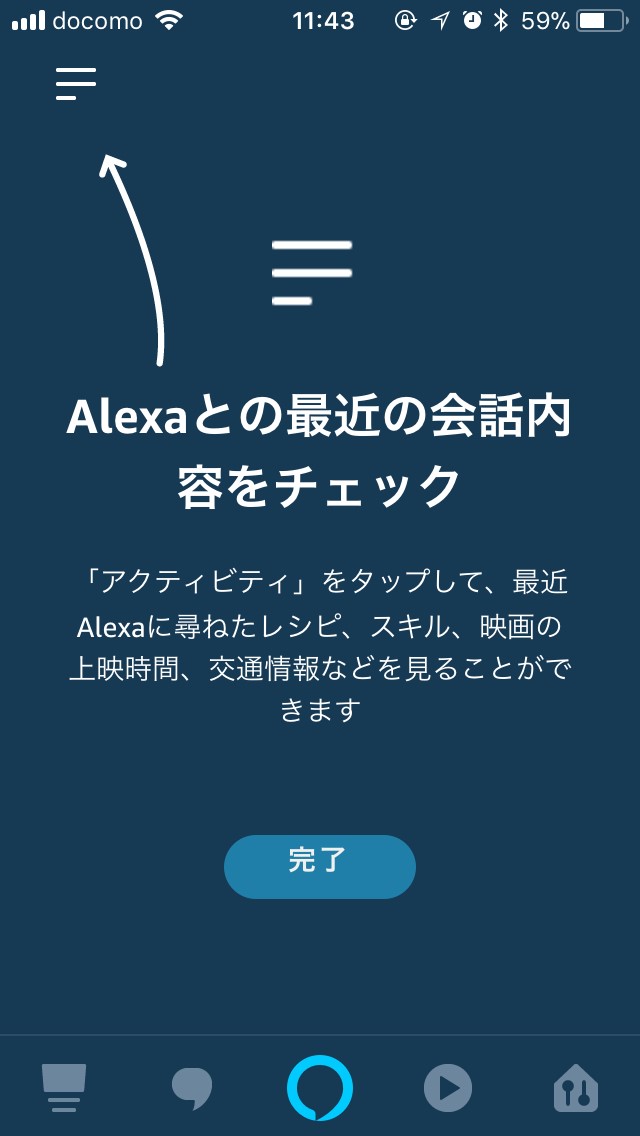 docomo 11:43 59%
Alexaとの最近の会話内
容をチェック
「アクティビティ」をタップして、最近
Alexaに尋ねたレシピ、スキル、映画の
上映時間、交通情報などを見ることがで
きます
完了